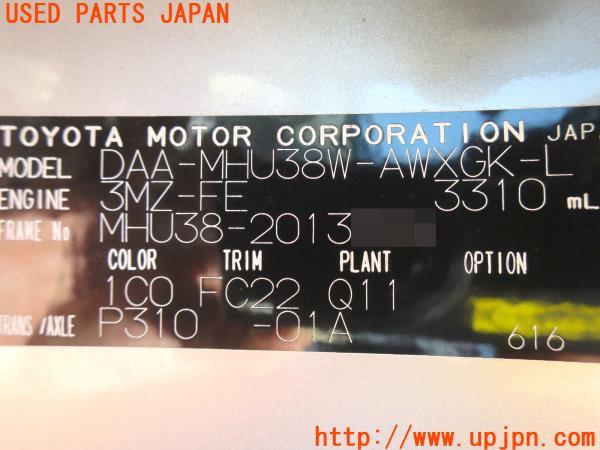 USED PARTS JAPAN
TOYOTA MOTOR CORPORATION JAPA
MODEL DAA-MHU38W-AWXGK-L
ENGINE 3MZ-FE 3310 mL
FRAME No MHU38-2013
COLOR TRIM PLANT OPTION
1C0 FC22 Q11
TRANS/AXLE P310 -01A 616
http://www.upjpn.com